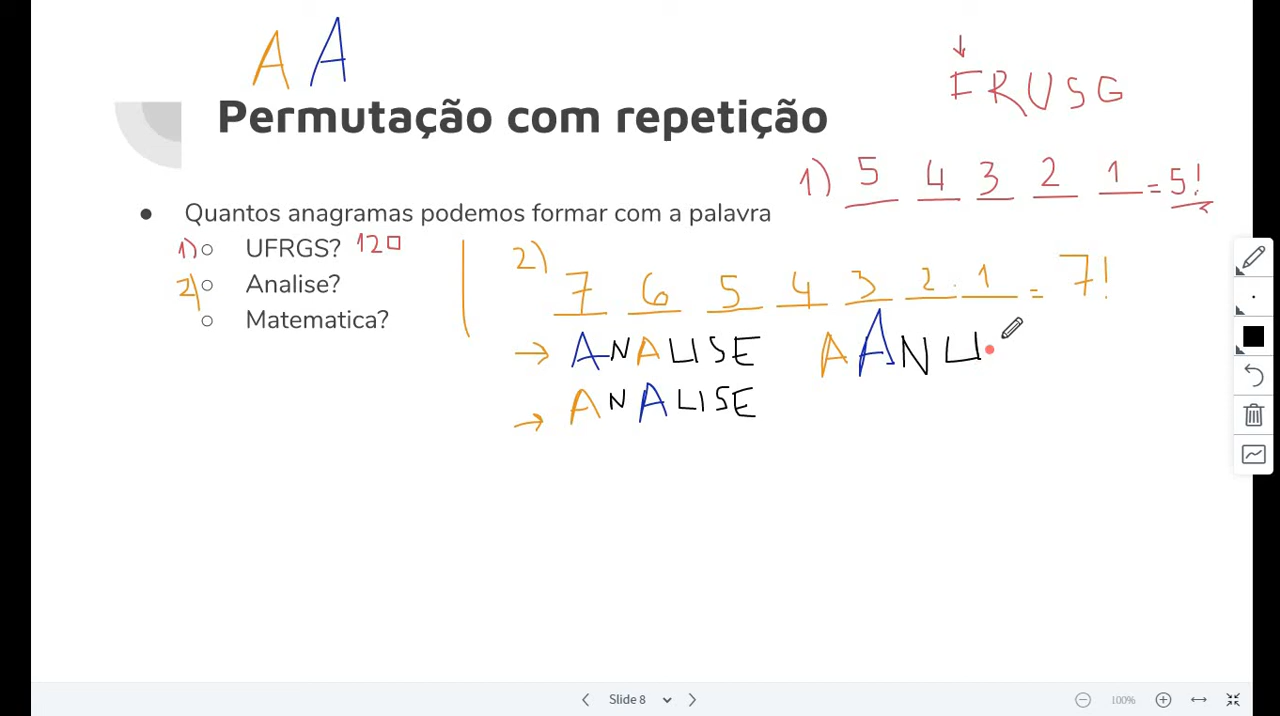 A A
FRUSG
Permutação com repetição
1) 5 4 3 2 1 = 5!
Quantos anagramas podemos formar com a palavra
1) UFRGS? 120
2) Analise?
Matematica?
2) 7 6 5 4 3 2 . 1 = 7!
→ ANALISE AANLI
→ ANALISE
Slide 8
100%